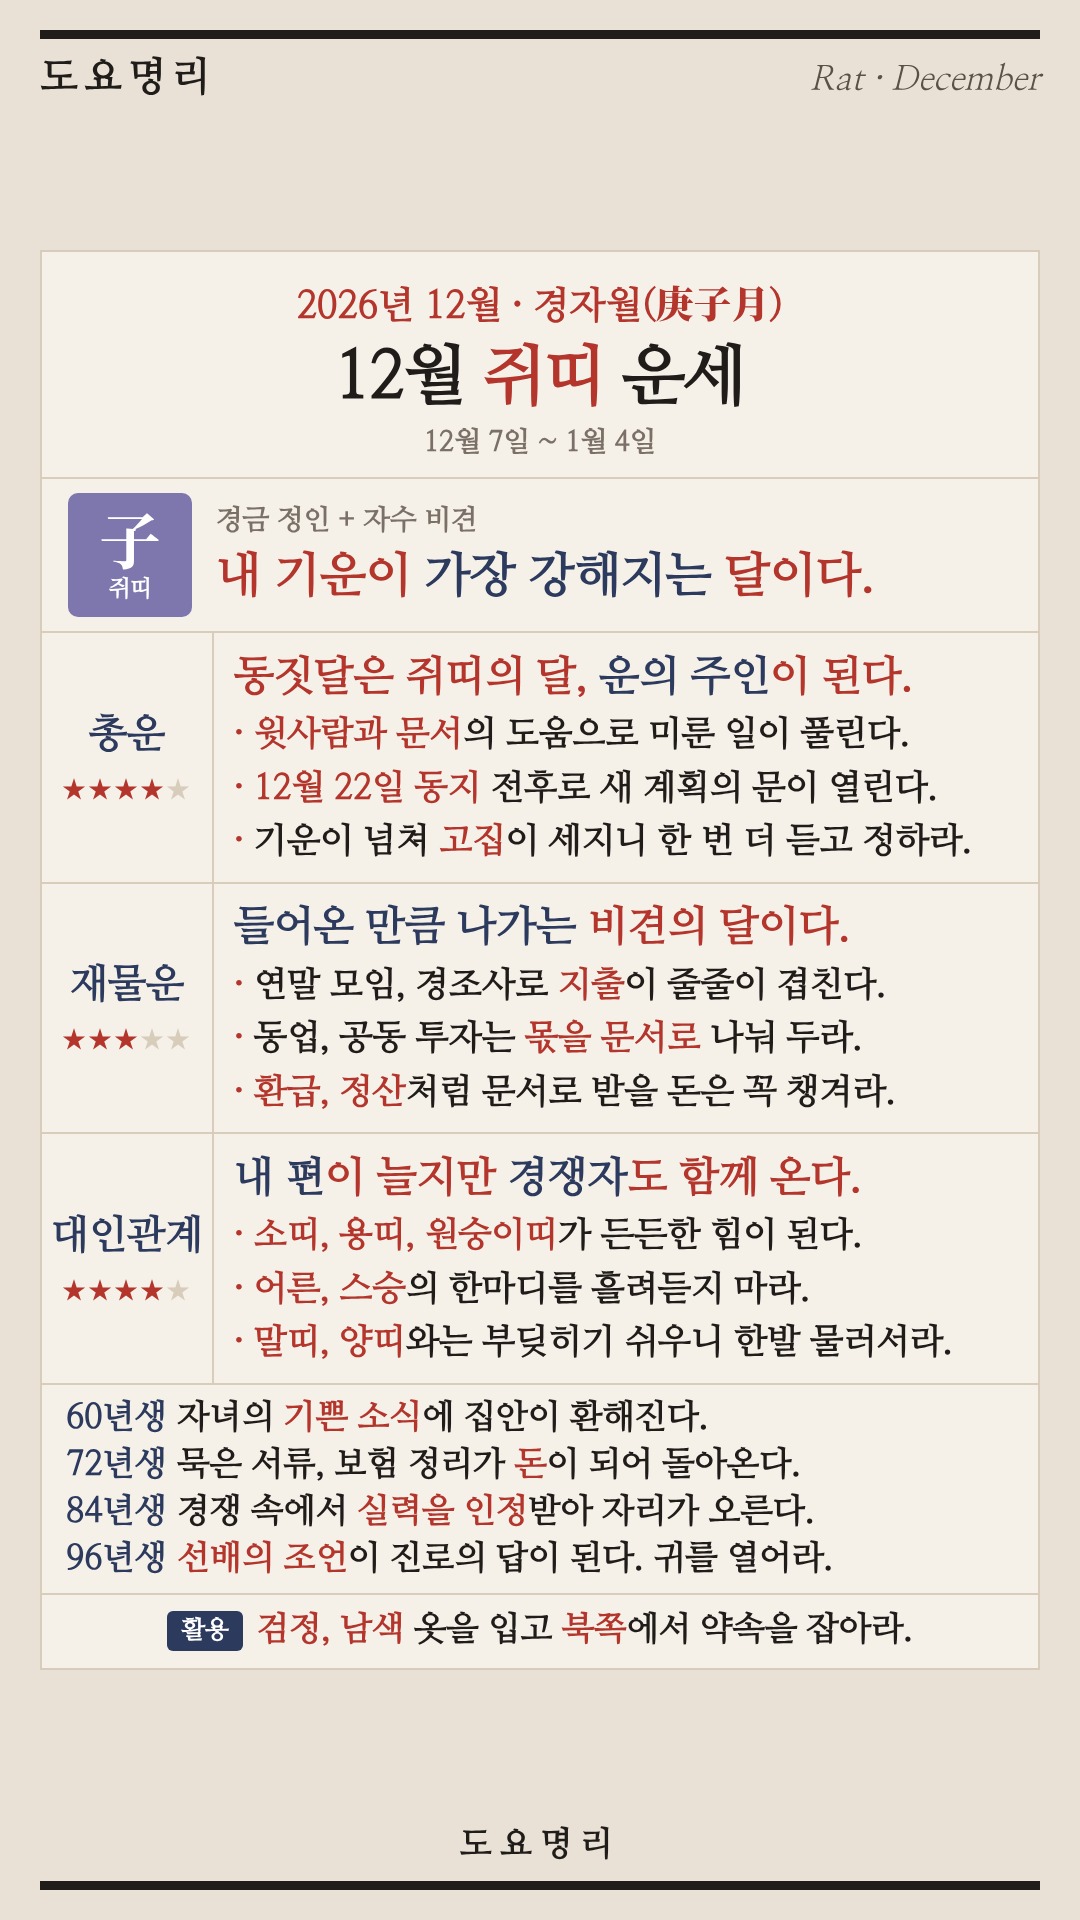 도요명리
Rat · December
2026년 12월 · 경자월(庚子月)
12월 쥐띠 운세
12월 7일 ~ 1월 4일
子
쥐띠
경금 정인 + 자수 비견
내 기운이 가장 강해지는 달이다.
총운
★★★★★
동짓달은 쥐띠의 달, 운의 주인이 된다.
· 윗사람과 문서의 도움으로 미룬 일이 풀린다.
· 12월 22일 동지 전후로 새 계획의 문이 열린다.
· 기운이 넘쳐 고집이 세지니 한 번 더 듣고 정하라.
재물운
★★★★★
들어온 만큼 나가는 비견의 달이다.
· 연말 모임, 경조사로 지출이 줄줄이 겹친다.
· 동업, 공동 투자는 몫을 문서로 나눠 두라.
· 환급, 정산처럼 문서로 받을 돈은 꼭 챙겨라.
대인관계
★★★★★
내 편이 늘지만 경쟁자도 함께 온다.
· 소띠, 용띠, 원숭이띠가 든든한 힘이 된다.
· 어른, 스승의 한마디를 흘려듣지 마라.
· 말띠, 양띠와는 부딪히기 쉬우니 한발 물러서라.
60년생 자녀의 기쁜 소식에 집안이 환해진다.
72년생 묵은 서류, 보험 정리가 돈이 되어 돌아온다.
84년생 경쟁 속에서 실력을 인정받아 자리가 오른다.
96년생 선배의 조언이 진로의 답이 된다. 귀를 열어라.
활용 검정, 남색 옷을 입고 북쪽에서 약속을 잡아라.
도요명리